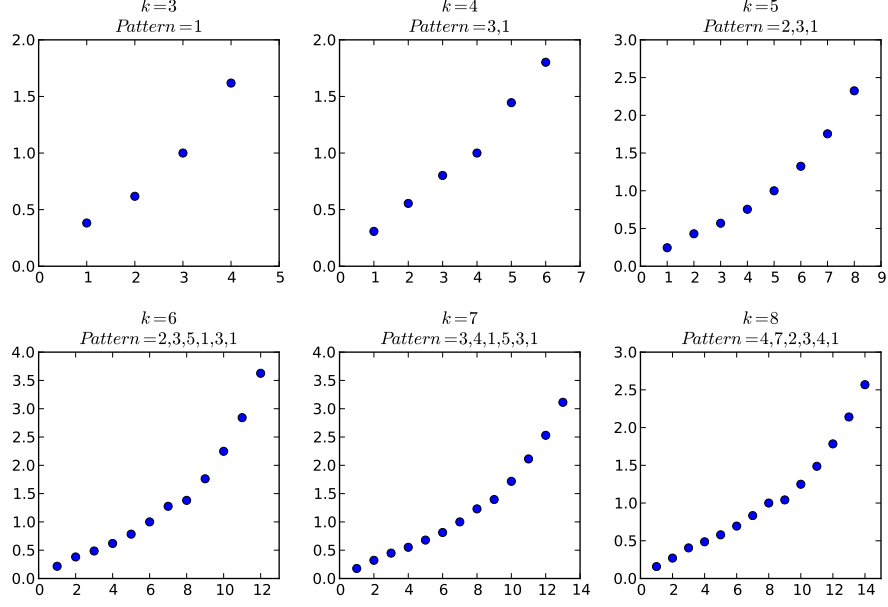 k=3
Pattern=1
2.0
1.5
1.0
0.5
0.0
0 1 2 3 4 5
k=4
Pattern=3,1
2.0
1.5
1.0
0.5
0.0
0 1 2 3 4 5 6 7
k=5
Pattern=2,3,1
3.0
2.5
2.0
1.5
1.0
0.5
0.0
0 1 2 3 4 5 6 7 8 9
k=6
Pattern=2,3,5,1,3,1
4.0
3.5
3.0
2.5
2.0
1.5
1.0
0.5
0.0
0 2 4 6 8 10 12
k=7
Pattern=3,4,1,5,3,1
4.0
3.5
3.0
2.5
2.0
1.5
1.0
0.5
0.0
0 2 4 6 8 10 12 14
k=8
Pattern=4,7,2,3,4,1
3.0
2.5
2.0
1.5
1.0
0.5
0.0
0 2 4 6 8 10 12 14